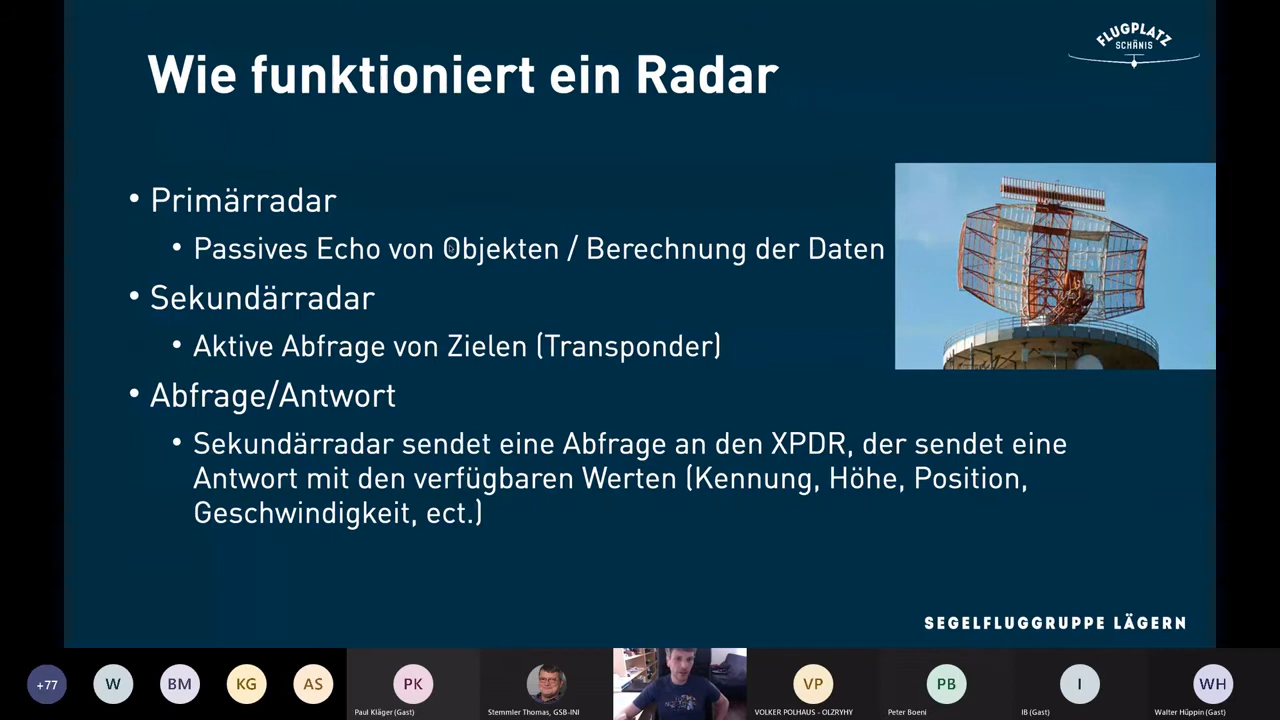 FLUGPLATZ
SCHÄNIS
Wie funktioniert ein Radar
• Primärradar
• Passives Echo von Objekten / Berechnung der Daten
• Sekundärradar
• Aktive Abfrage von Zielen (Transponder)
• Abfrage/Antwort
• Sekundärradar sendet eine Abfrage an den XPDR, der sendet eine
Antwort mit den verfügbaren Werten (Kennung, Höhe, Position,
Geschwindigkeit, ect.)
SEGELFLUGGRUPPE LÄGERN
+77
W
BM
KG
AS
PK
VP
PB
I
WH
Paul Kläger (Gast)
Stemmler Thomas, GSB-INI
VOLKER POLHAUS - OLZRYHY
Peter Boeni
IB (Gast)
Walter Hüppin (Gast)